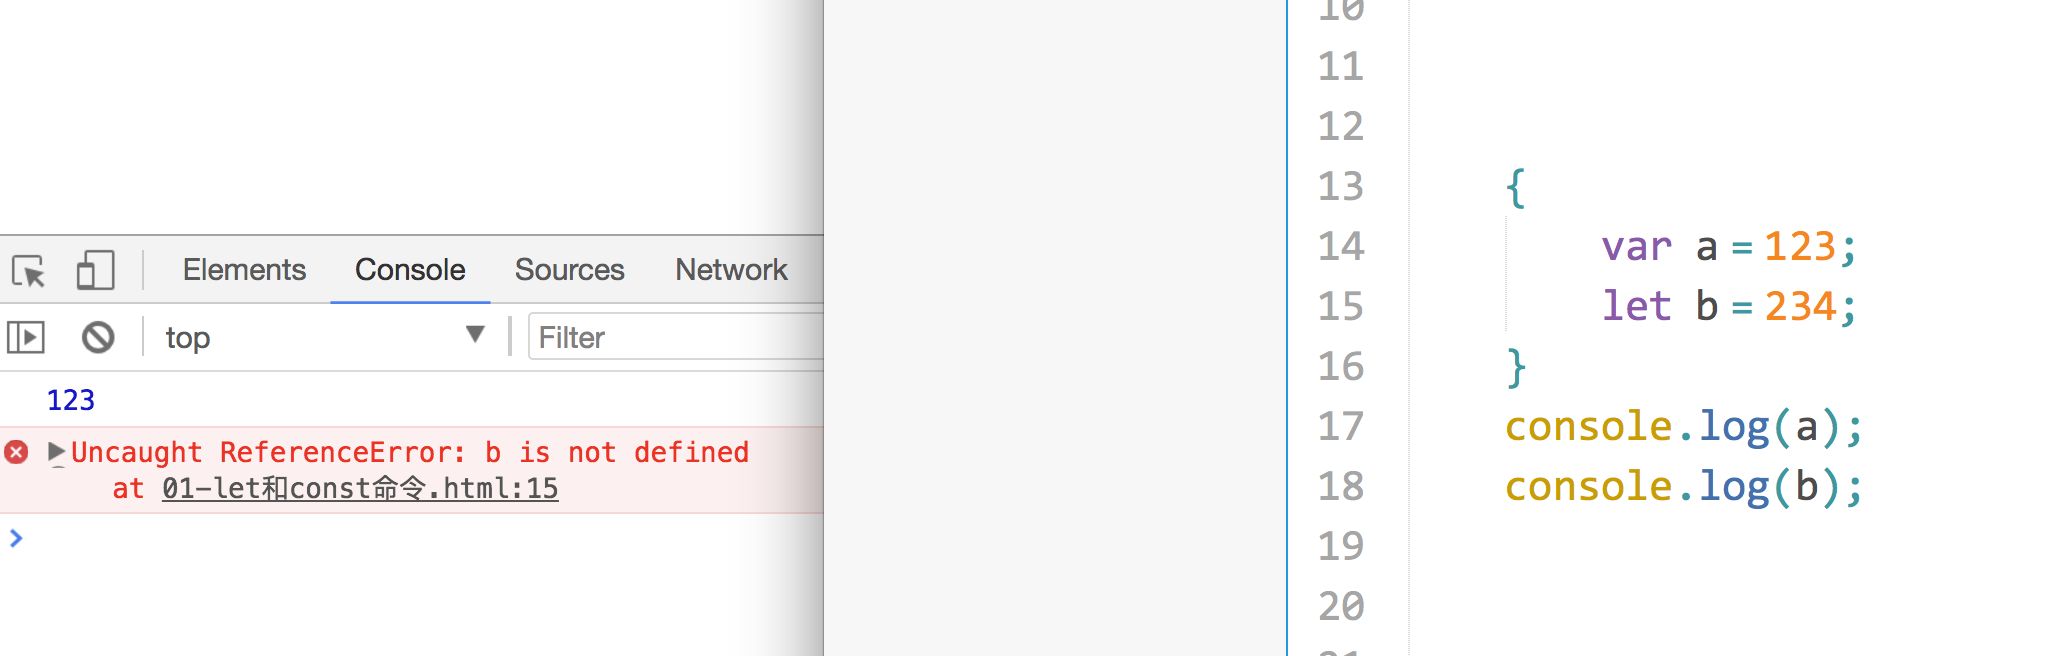 Elements Console Sources Network
top ▼ Filter
123
Uncaught ReferenceError: b is not defined
at 01-let和const命令.html:15
10
11
12
13 {
14 var a = 123;
15 let b = 234;
16 }
17 console.log(a);
18 console.log(b);
19
20